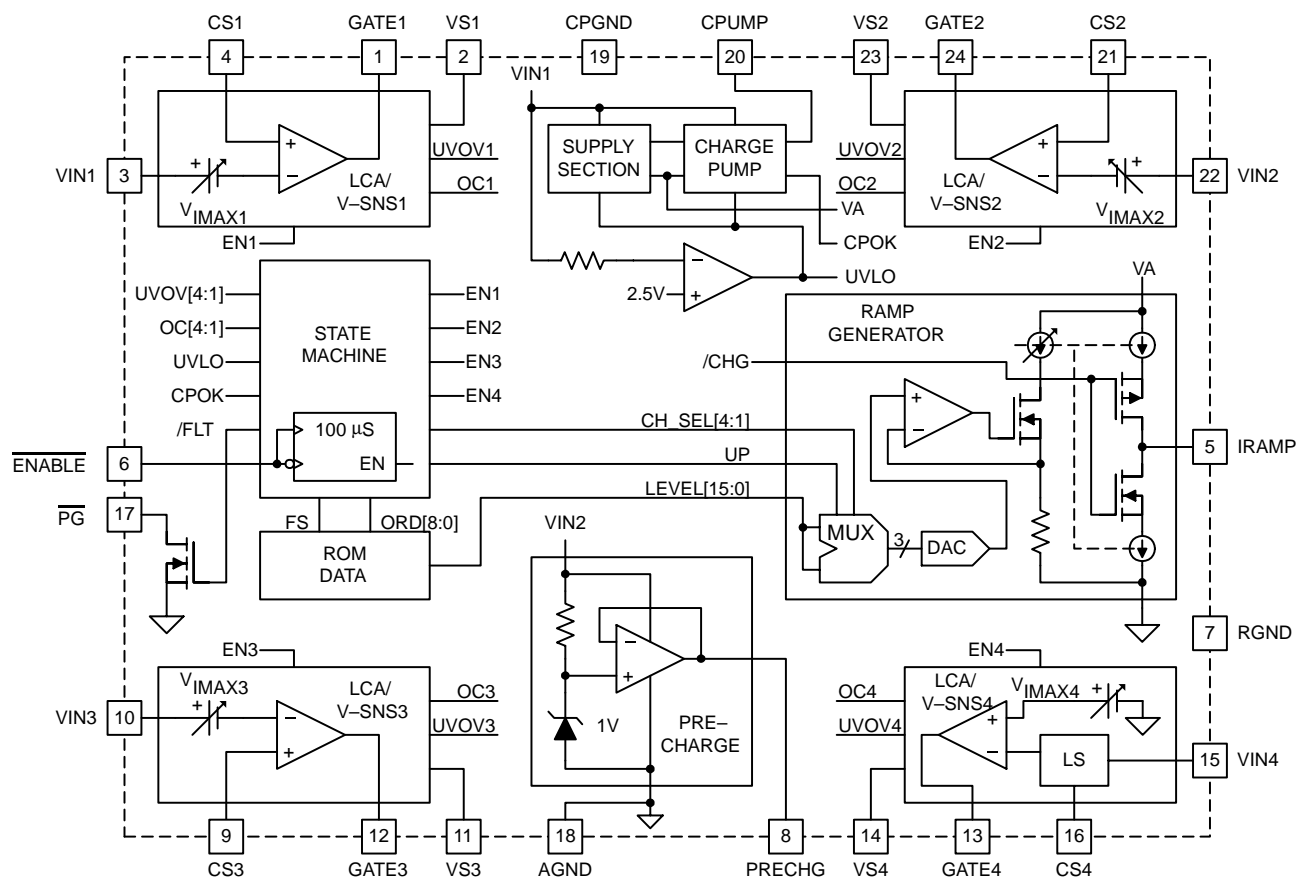 CS1 GATE1 VS1 CPGND CPUMP VS2 GATE2 CS2
4 1 2 19 20 23 24 21
VIN1
+
−
LCA/
V–SNS1
VIMAX1
+
UVOV1
OC1
EN1
3
VIN1
SUPPLY
SECTION
CHARGE
PUMP
VA
CPOK
UVLO
−
+
2.5V
UVOV2
OC2
+
−
LCA/
V–SNS2
VIMAX2
+
EN2
22
VIN2
UVOV[4:1]
OC[4:1]
UVLO
CPOK
/FLT
STATE
MACHINE
EN1
EN2
EN3
EN4
100 μS
EN
ENABLE
6
PG
17
FS
ORD[8:0]
ROM
DATA
CH_SEL[4:1]
UP
LEVEL[15:0]
VA
RAMP
GENERATOR
/CHG
+
−
MUX
3
DAC
5
IRAMP
7
RGND
VIN2
−
+
1V
PRE–
CHARGE
EN3
VIMAX3
+
LCA/
V–SNS3
−
+
OC3
UVOV3
VIN3
10
EN4
OC4
UVOV4
LCA/
V–SNS4
VIMAX4
+
+
−
LS
15
VIN4
9 12 11 18 8 14 13 16
CS3 GATE3 VS3 AGND PRECHG VS4 GATE4 CS4